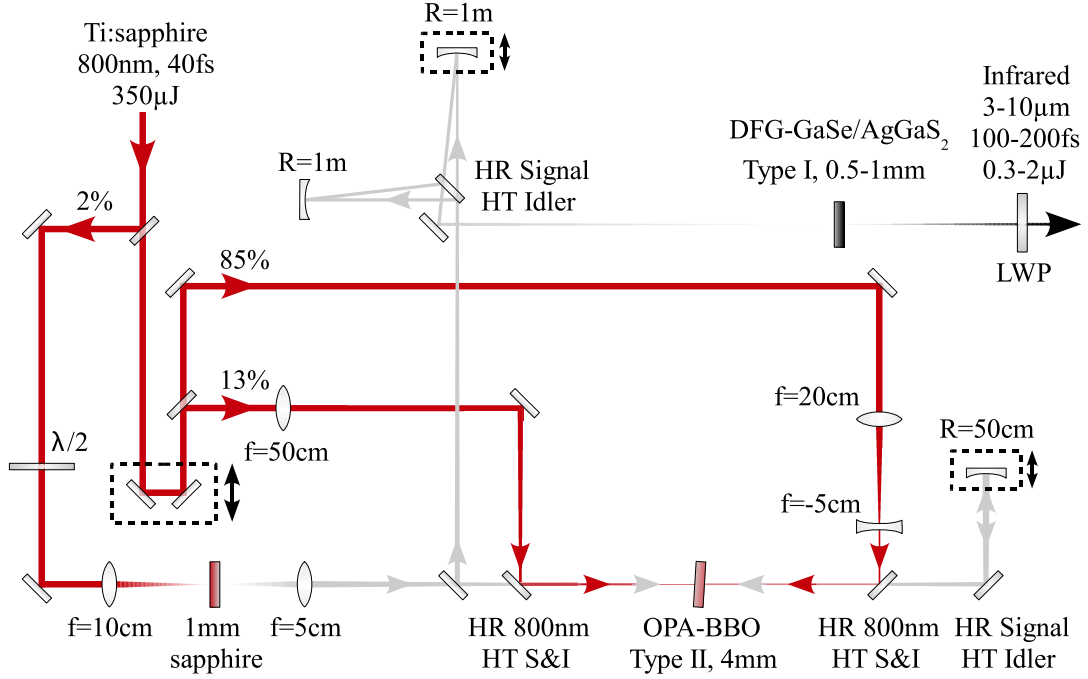 Ti:sapphire
800nm, 40fs
350μJ
R=1m
Infrared
3-10μm
100-200fs
0.3-2μJ
DFG-GaSe/AgGaS₂
Type I, 0.5-1mm
R=1m
HR Signal
HT Idler
2%
LWP
85%
13%
f=50cm
f=20cm
R=50cm
λ/2
f=-5cm
f=10cm
1mm
sapphire
f=5cm
HR 800nm
HT S&I
OPA-BBO
Type II, 4mm
HR 800nm
HT S&I
HR Signal
HT Idler